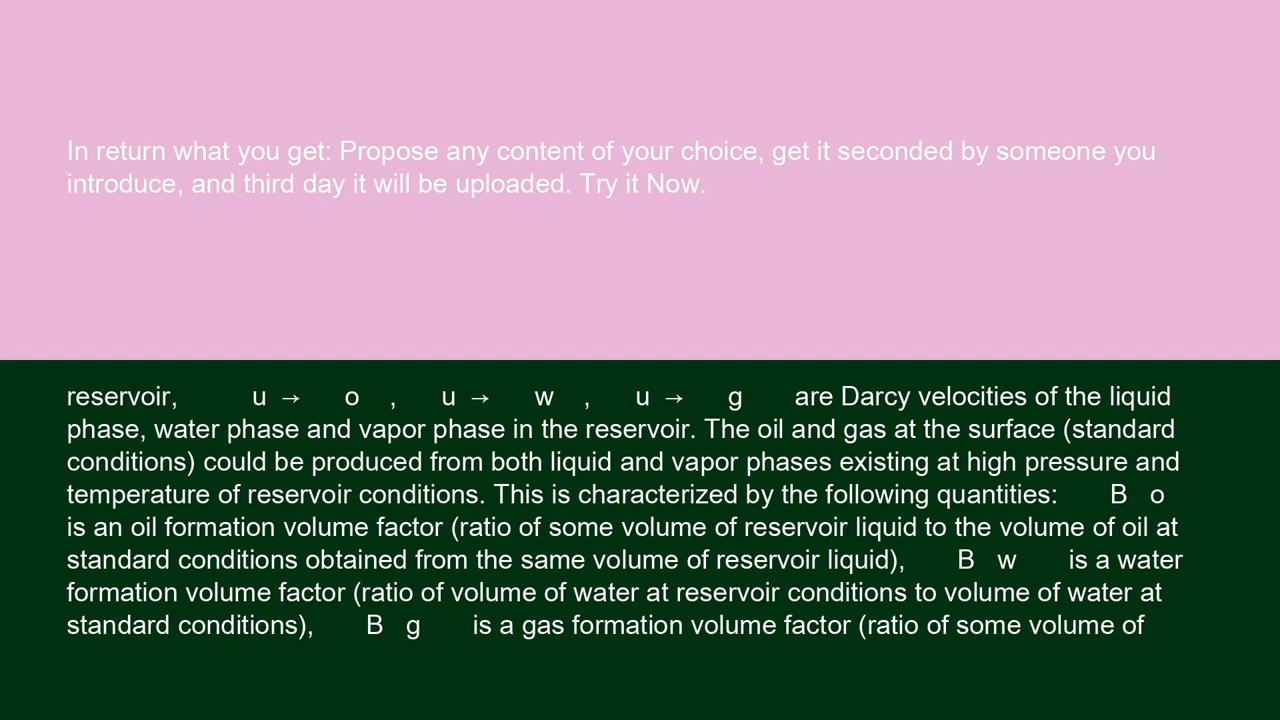 In return what you get: Propose any content of your choice, get it seconded by someone you
introduce, and third day it will be uploaded. Try it Now.
reservoir, u → o , u → w , u → g are Darcy velocities of the liquid
phase, water phase and vapor phase in the reservoir. The oil and gas at the surface (standard
conditions) could be produced from both liquid and vapor phases existing at high pressure and
temperature of reservoir conditions. This is characterized by the following quantities: B o
is an oil formation volume factor (ratio of some volume of reservoir liquid to the volume of oil at
standard conditions obtained from the same volume of reservoir liquid), B w is a water
formation volume factor (ratio of volume of water at reservoir conditions to volume of water at
standard conditions), B g is a gas formation volume factor (ratio of some volume of